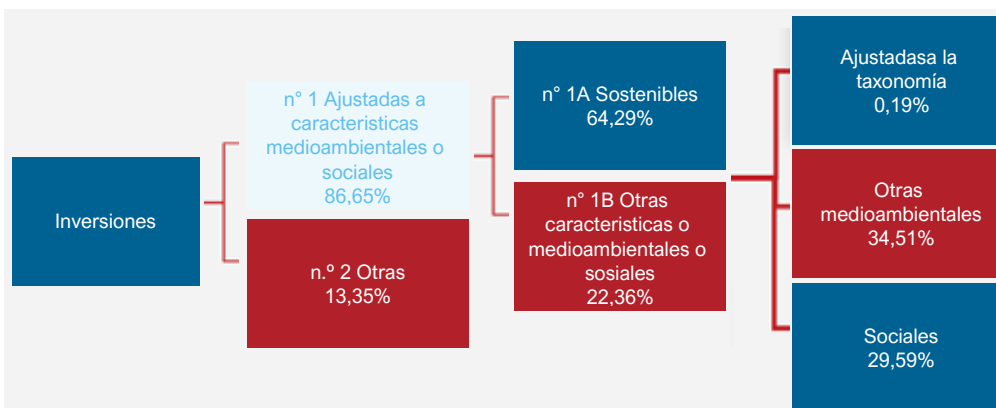 Inversiones
n° 1 Ajustadas a
caracteristicas
medioambientales o
sociales
86,65%
n.º 2 Otras
13,35%
n° 1A Sostenibles
64,29%
n° 1B Otras
caracteristicas o
medioambientales o
sosiales
22,36%
Ajustadasa la
taxonomía
0,19%
Otras
medioambientales
34,51%
Sociales
29,59%